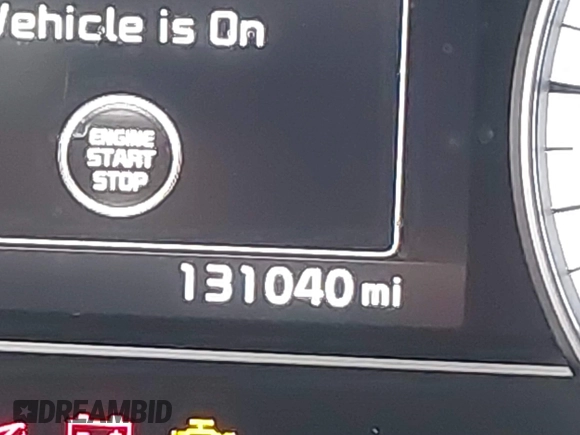 Vehicle is On
ENGINE
START
STOP
131040 mi
DREAMBID